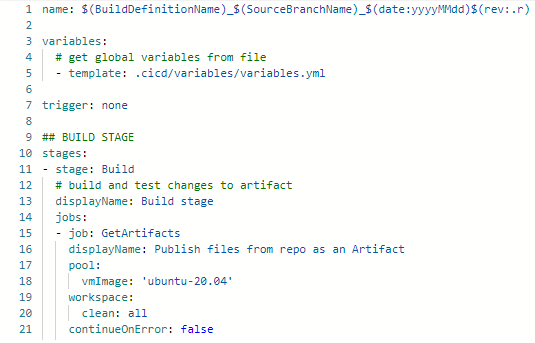 1 name: $(BuildDefinitionName)_$(SourceBranchName)_$(date:yyyyMMdd)$(rev:.r)
2
3 variables:
4   # get global variables from file
5   - template: .cicd/variables/variables.yml
6
7 trigger: none
8
9 ## BUILD STAGE
10 stages:
11 - stage: Build
12   # build and test changes to artifact
13   displayName: Build stage
14   jobs:
15   - job: GetArtifacts
16     displayName: Publish files from repo as an Artifact
17     pool:
18       vmImage: 'ubuntu-20.04'
19     workspace:
20       clean: all
21     continueOnError: false